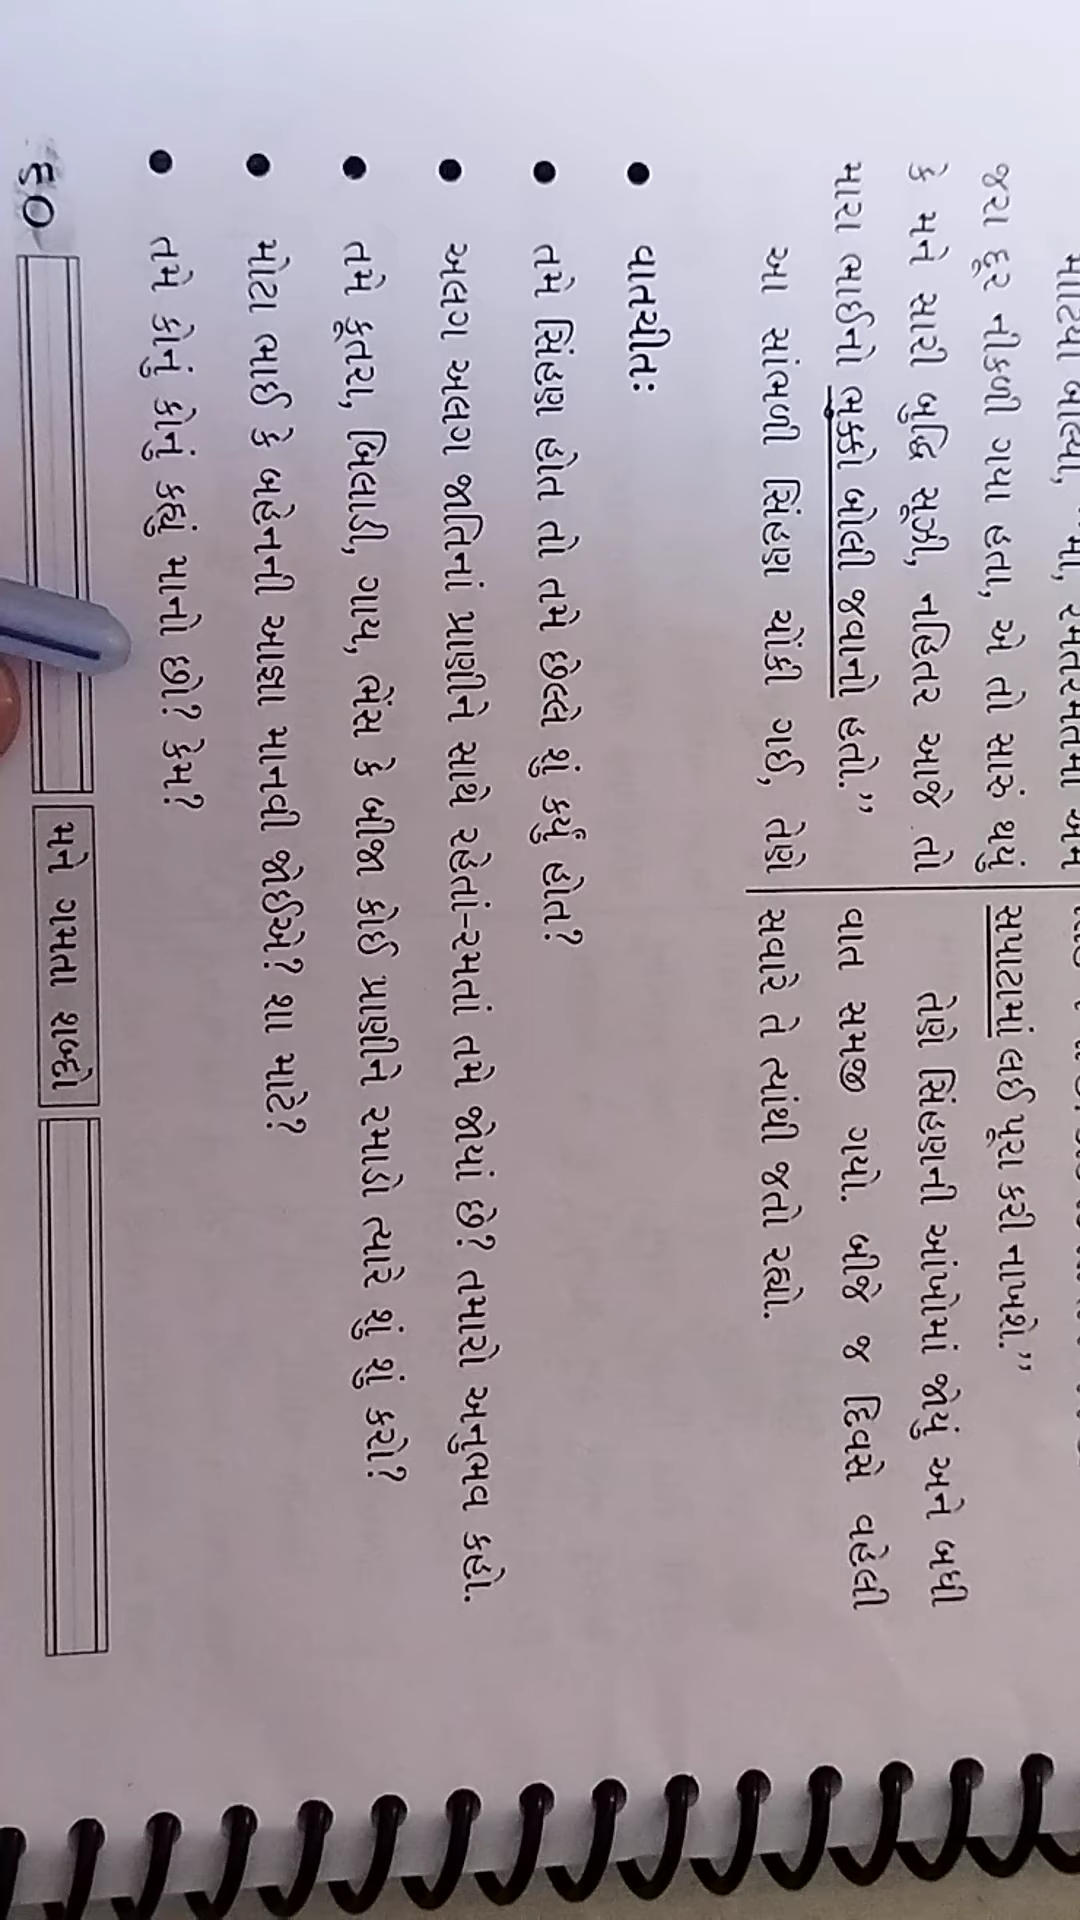 જરા દૂર નીકળી ગયા હતા, એ તો સારું થયું
કે મને સારી બુદ્ધિ સૂઝી, નહિતર આજે તો
મારા ભાઈનો ભુક્કો બોલી જવાનો હતો.”
આ સાંભળી સિંહણ ચોંકી ગઈ, તેણે
સપાટામાં લઈ પૂરા કરી નાખશે.”
તેણે સિંહણની આંખોમાં જોયું અને બધી
વાત સમજી ગયો. બીજે જ દિવસે વહેલી
સવારે તે ત્યાંથી જતો રહ્યો.
● વાતચીતઃ
● તમે સિંહણ હોત તો તમે છેલ્લે શું કર્યું હોત?
● અલગ અલગ જાતિનાં પ્રાણીને સાથે રહેતાં-રમતાં તમે જોયાં છે? તમારો અનુભવ કહો.
● તમે કૂતરા, બિલાડી, ગાય, ભેંસ કે બીજા કોઈ પ્રાણીને રમાડો ત્યારે શું શું કરો?
● મોટા ભાઈ કે બહેનની આજ્ઞા માનવી જોઈએ? શા માટે?
● તમે કોનું કોનું કહ્યું માનો છો? કેમ?
૬૦
મને ગમતા શબ્દો